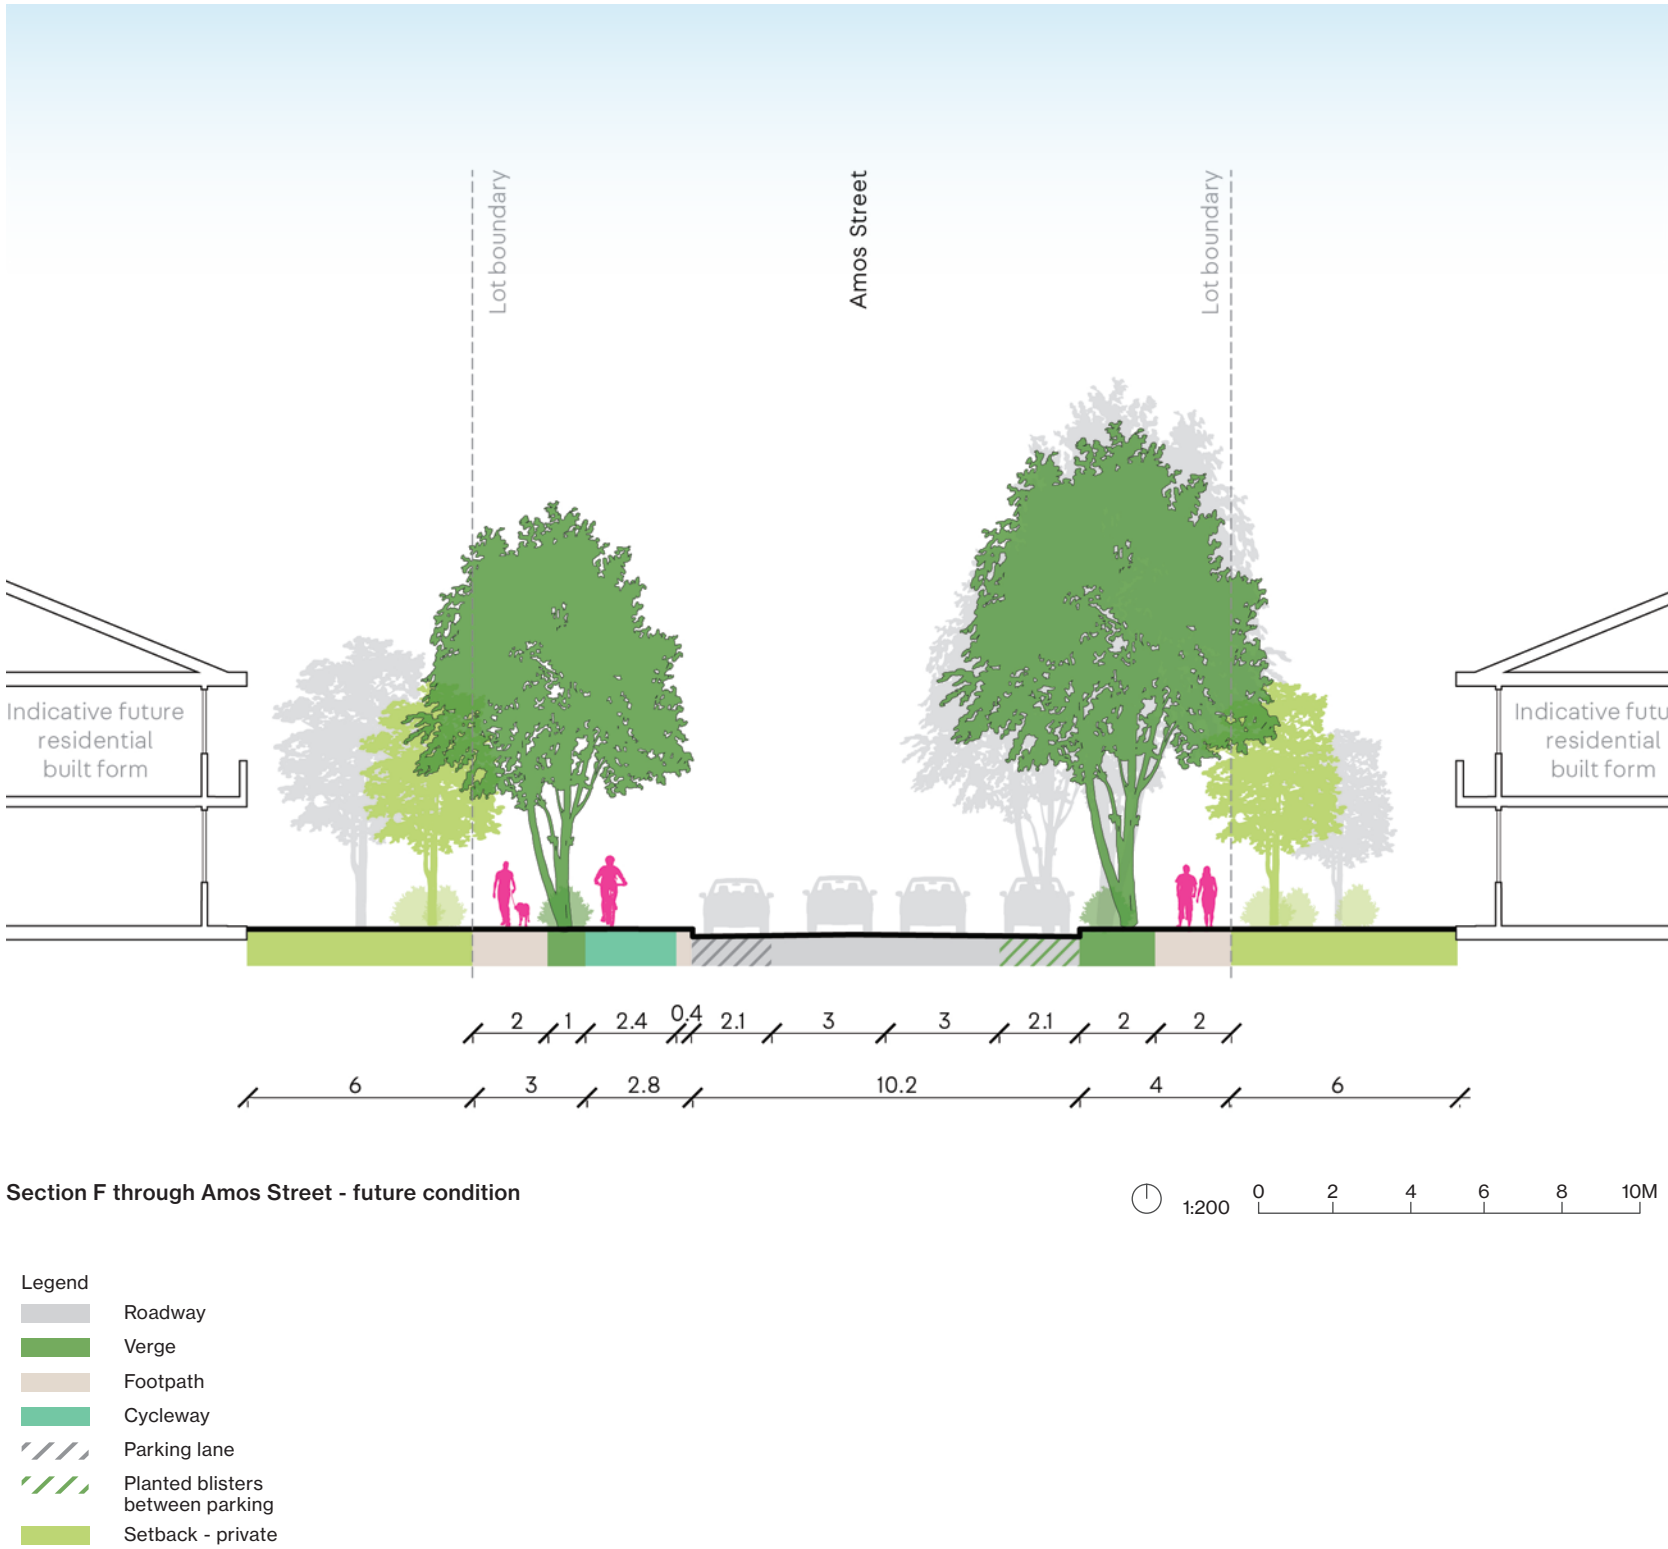 Lot boundary
Amos Street
Lot boundary
Indicative future
residential
built form
Indicative futu
residential
built form
2 1 2.4 0.4 2.1 3 3 2.1 2 2
6 3 2.8 10.2 4 6
Section F through Amos Street - future condition
1:200 0 2 4 6 8 10M
Legend
Roadway
Verge
Footpath
Cycleway
Parking lane
Planted blisters
between parking
Setback - private